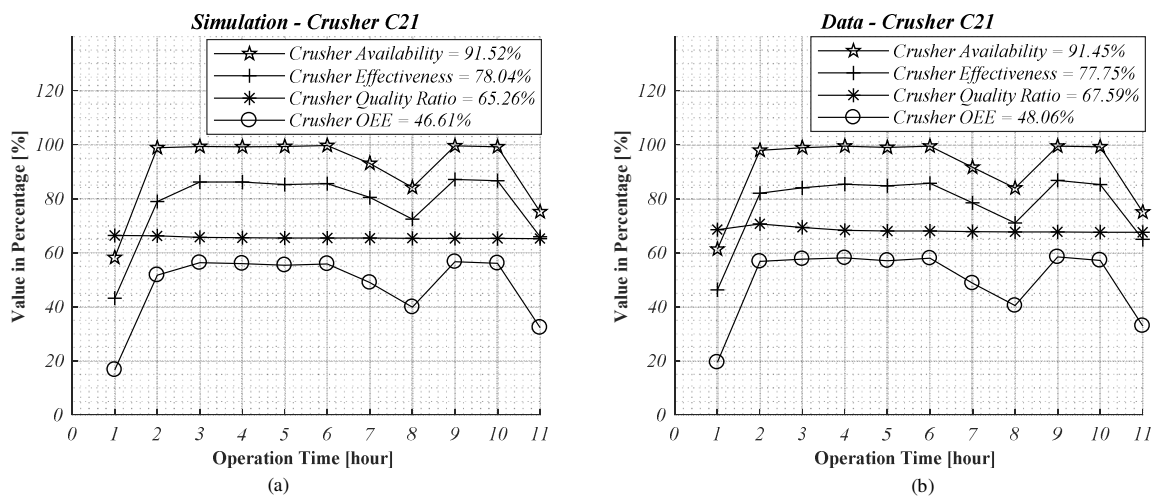 Simulation - Crusher C21
Crusher Availability = 91.52%
Crusher Effectiveness = 78.04%
Crusher Quality Ratio = 65.26%
Crusher OEE = 46.61%
Value in Percentage [%]
120
100
80
60
40
20
0
0 1 2 3 4 5 6 7 8 9 10 11
Operation Time [hour]
(a)
Data - Crusher C21
Crusher Availability = 91.45%
Crusher Effectiveness = 77.75%
Crusher Quality Ratio = 67.59%
Crusher OEE = 48.06%
Value in Percentage [%]
120
100
80
60
40
20
0
0 1 2 3 4 5 6 7 8 9 10 11
Operation Time [hour]
(b)